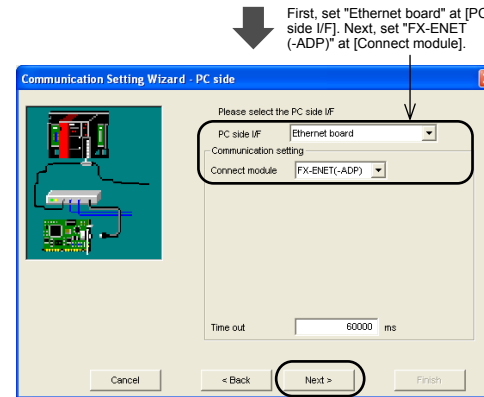 First, set "Ethernet board" at [PC
side I/F]. Next, set "FX-ENET
(-ADP)" at [Connect module].
Communication Setting Wizard - PC side
Please select the PC side I/F
PC side I/F Ethernet board
Communication setting
Connect module FX-ENET(-ADP)
Time out 60000 ms
Cancel < Back Next > Finish